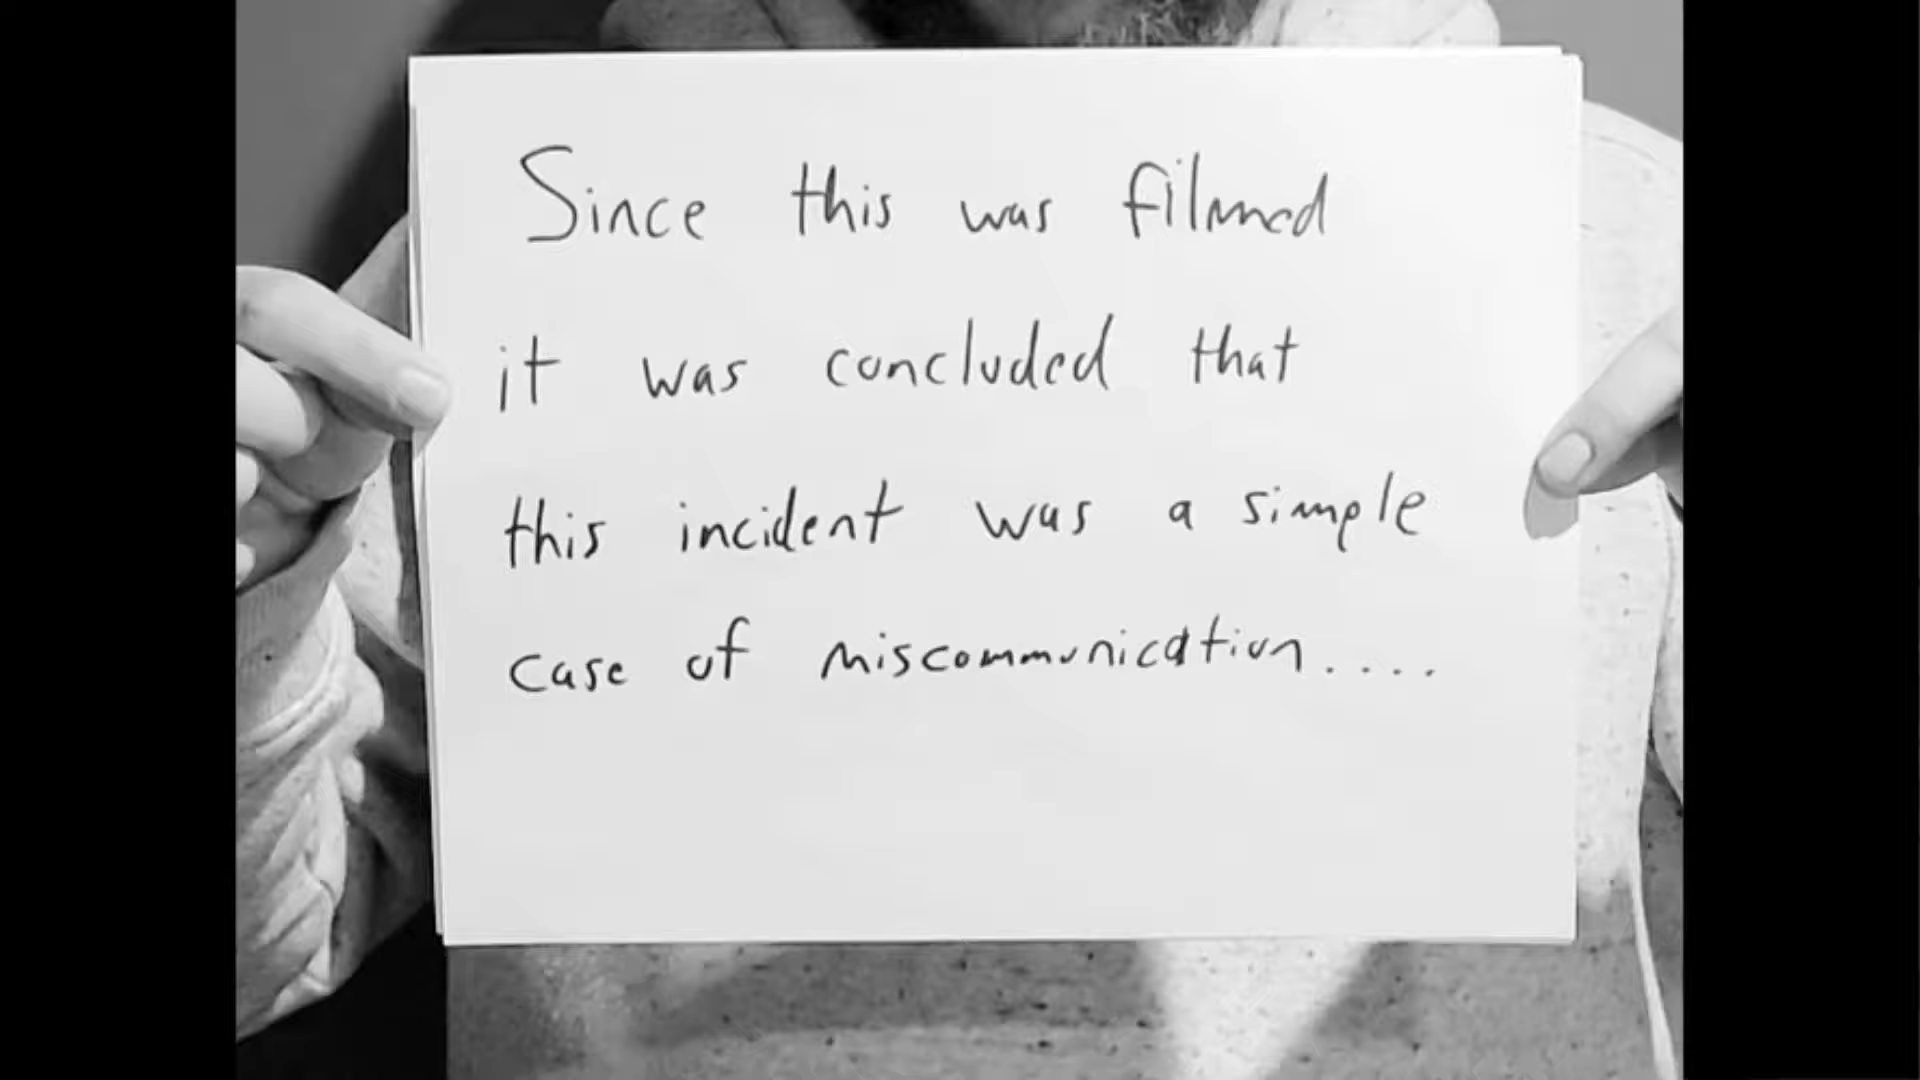 Since this was filmed
it was concluded that
this incident was a simple
case of miscommunication....